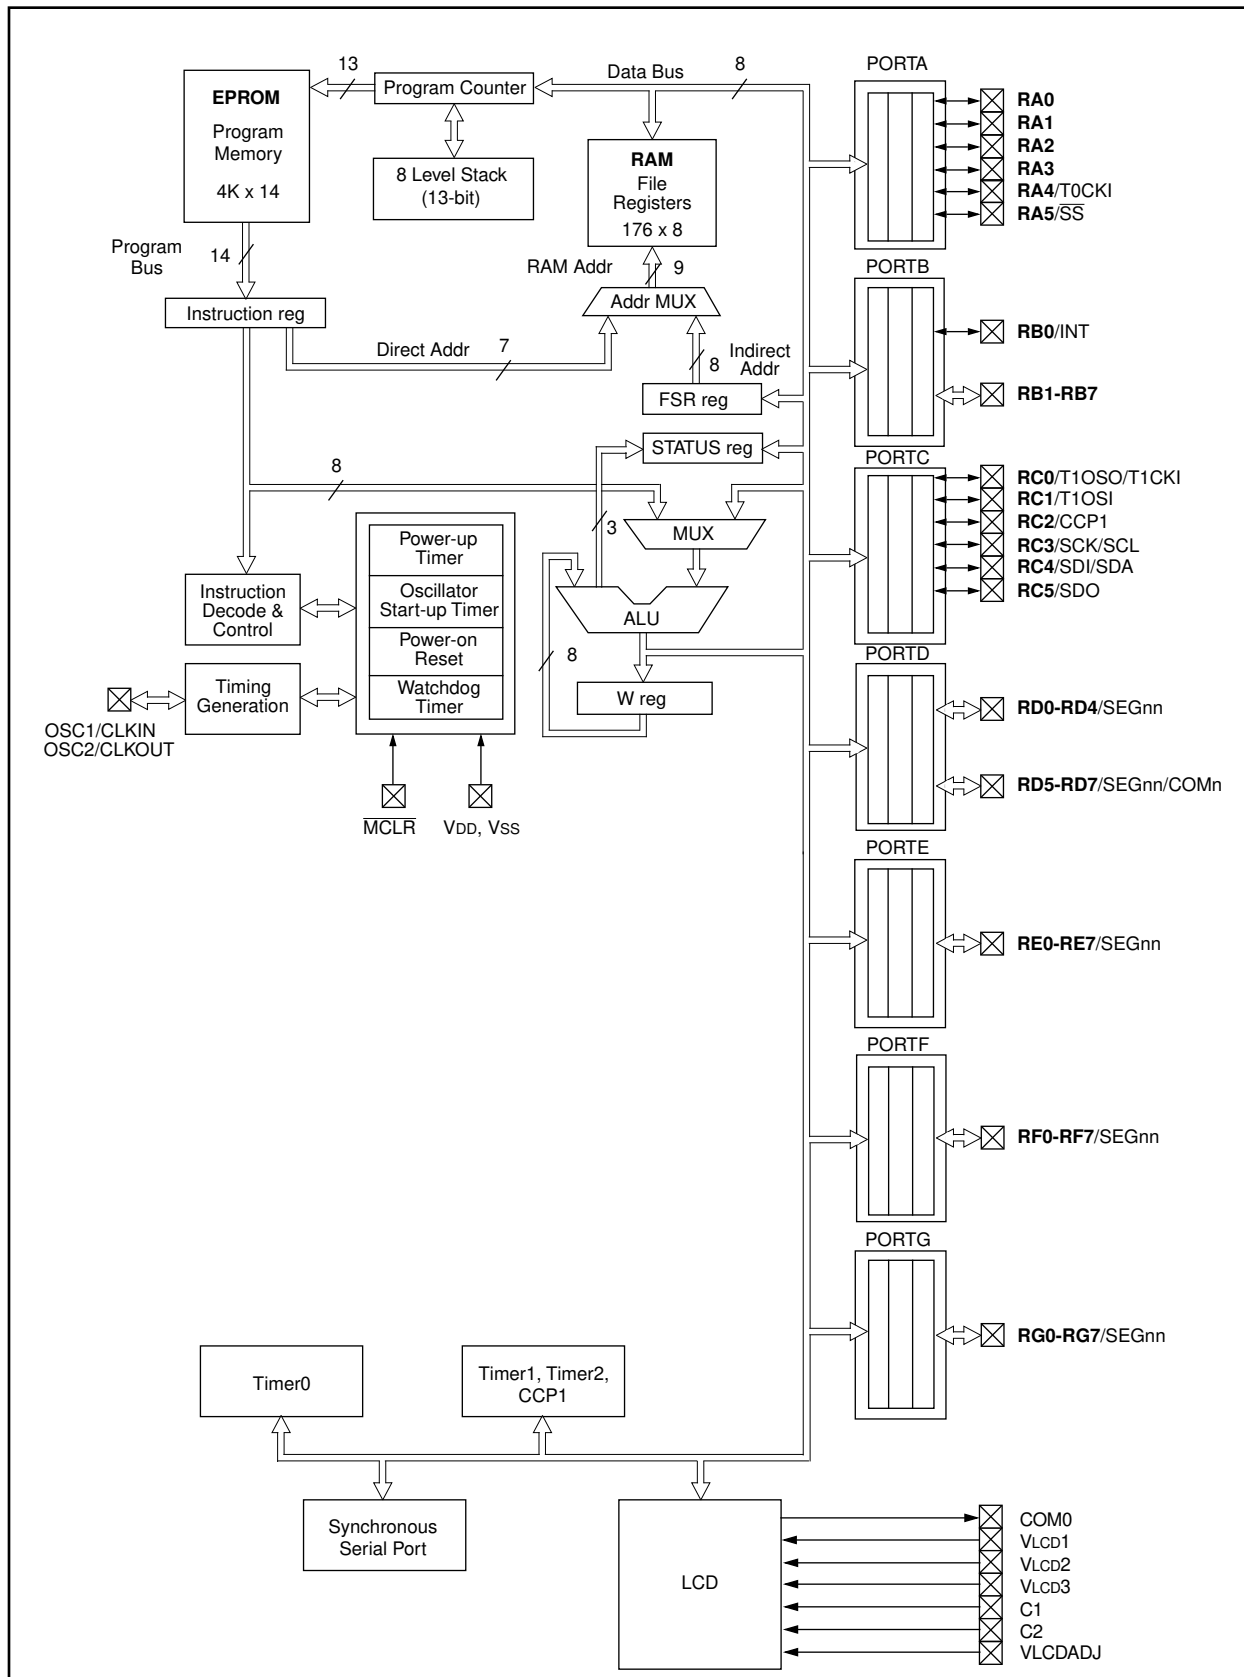 13
Data Bus
8
PORTA
EPROM
Program
Memory
4K x 14
Program Counter
8 Level Stack
(13-bit)
RAM
File
Registers
176 x 8
RA0
RA1
RA2
RA3
RA4/T0CKI
RA5/S̅S̅
Program
Bus
14
RAM Addr
9
PORTB
Instruction reg
Addr MUX
Direct Addr
7
8
Indirect
Addr
FSR reg
RB0/INT
RB1-RB7
STATUS reg
8
3
MUX
PORTC
RC0/T1OSO/T1CKI
RC1/T1OSI
RC2/CCP1
RC3/SCK/SCL
RC4/SDI/SDA
RC5/SDO
Power-up
Timer
Oscillator
Start-up Timer
Power-on
Reset
Watchdog
Timer
Instruction
Decode &
Control
ALU
8
W reg
Timing
Generation
OSC1/CLKIN
OSC2/CLKOUT
M̅C̅L̅R̅
VDD, VSS
PORTD
RD0-RD4/SEGnn
RD5-RD7/SEGnn/COMn
PORTE
RE0-RE7/SEGnn
PORTF
RF0-RF7/SEGnn
PORTG
RG0-RG7/SEGnn
Timer0
Timer1, Timer2,
CCP1
Synchronous
Serial Port
LCD
COM0
VLCD1
VLCD2
VLCD3
C1
C2
VLCDADJ